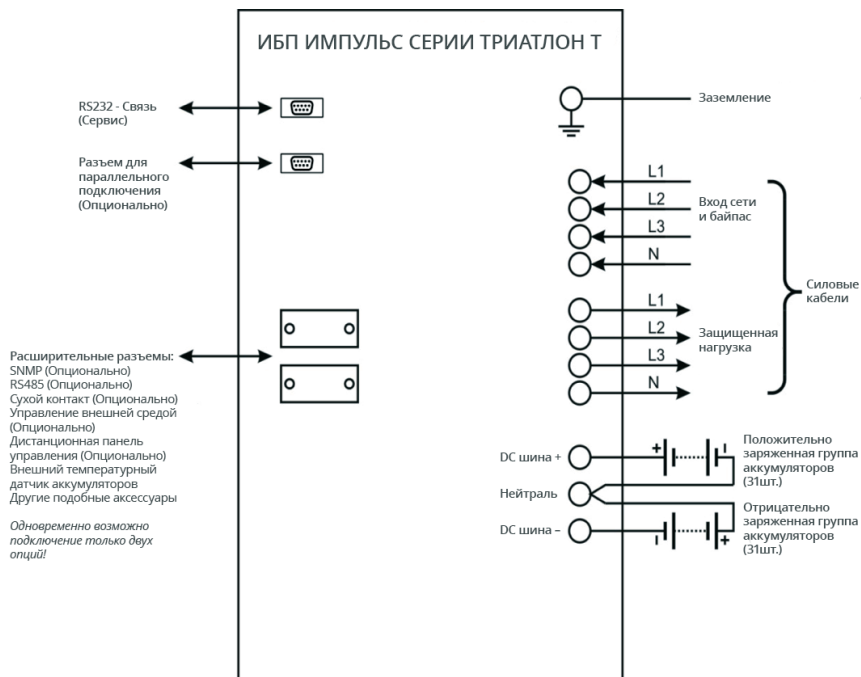 ИБП ИМПУЛЬС СЕРИИ ТРИАТЛОН Т
RS232 - Связь
(Сервис)
Разъем для
параллельного
подключения
(Опционально)
Расширительные разъемы:
SNMP (Опционально)
RS485 (Опционально)
Сухой контакт (Опционально)
Управление внешней средой
(Опционально)
Дистанционная панель
управления (Опционально)
Внешний температурный
датчик аккумуляторов
Другие подобные аксессуары
Одновременно возможно
подключение только двух
опций!
Заземление
L1
L2
L3
N
Вход сети
и байпас
L1
L2
L3
N
Защищенная
нагрузка
Силовые
кабели
DC шина +
Нейтраль
DC шина –
+
–
Положительно
заряженная группа
аккумуляторов
(31шт.)
–
+
Отрицательно
заряженная группа
аккумуляторов
(31шт.)